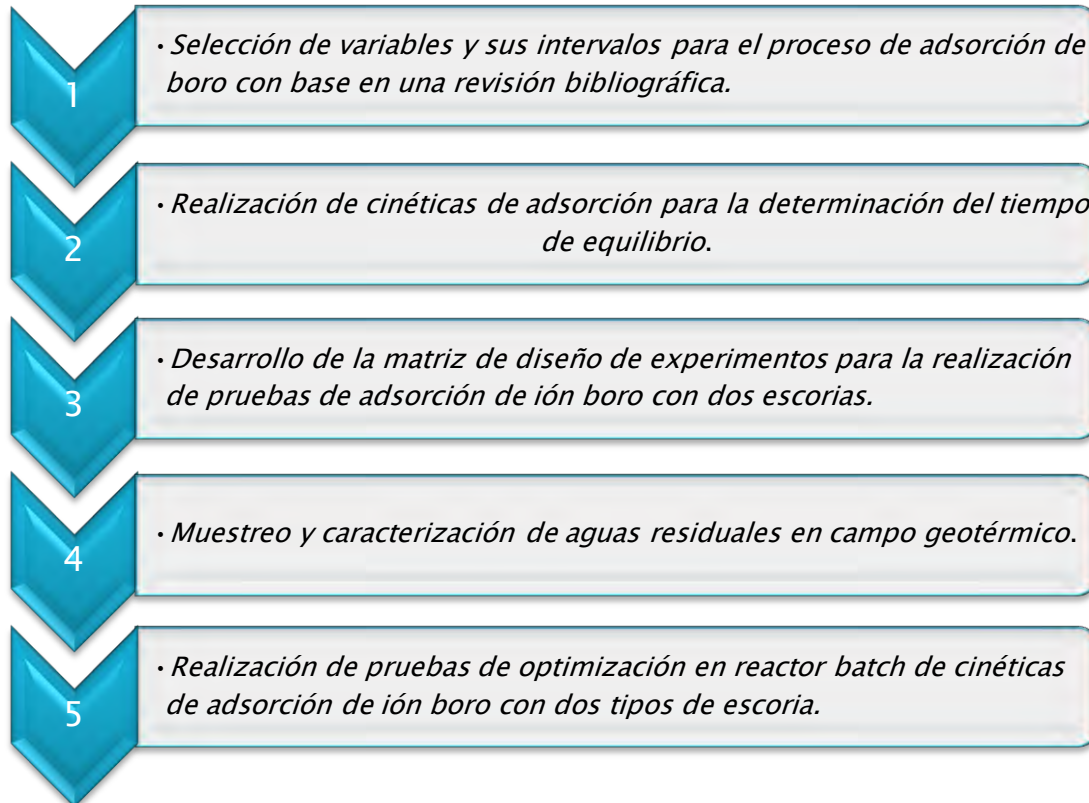 1
· Selección de variables y sus intervalos para el proceso de adsorción de
boro con base en una revisión bibliográfica.
2
· Realización de cinéticas de adsorción para la determinación del tiempo
de equilibrio.
3
· Desarrollo de la matriz de diseño de experimentos para la realización
de pruebas de adsorción de ión boro con dos escorias.
4
· Muestreo y caracterización de aguas residuales en campo geotérmico.
5
· Realización de pruebas de optimización en reactor batch de cinéticas
de adsorción de ión boro con dos tipos de escoria.